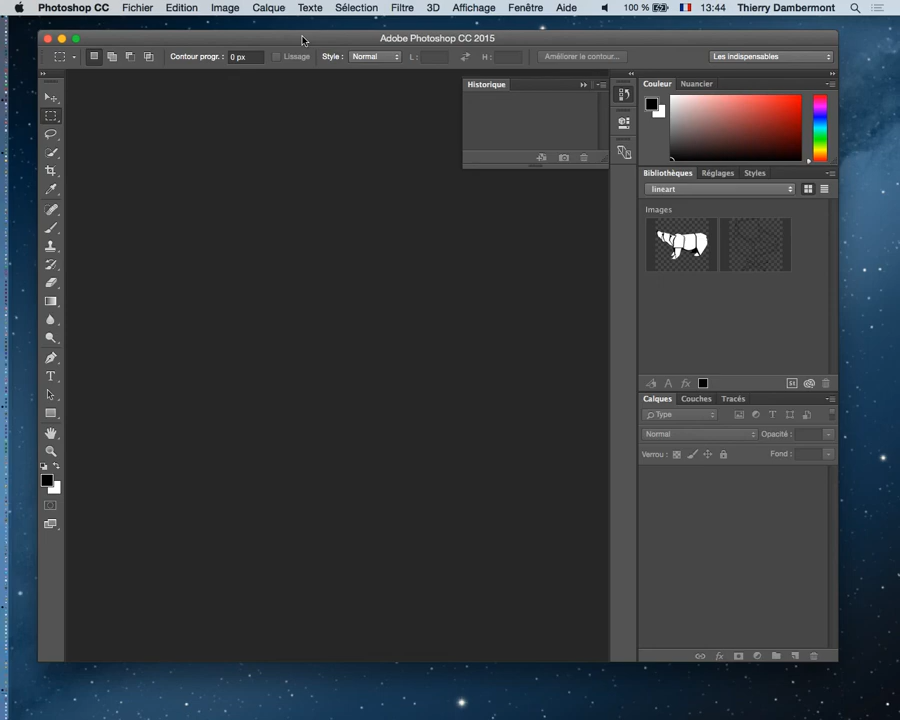 Photoshop CC Fichier Edition Image Calque Texte Sélection Filtre 3D Affichage Fenêtre Aide 100 % 13:44 Thierry Dambermont
Adobe Photoshop CC 2015
Contour progr. : 0 px Lissage Style : Normal L : H : Améliorer le contour... Les indispensables
Historique
Couleur Nuancier
Bibliothèques Réglages Styles
lineart
Images
Calques Couches Tracés
Type
Normal Opacité :
Verrou : Fond :